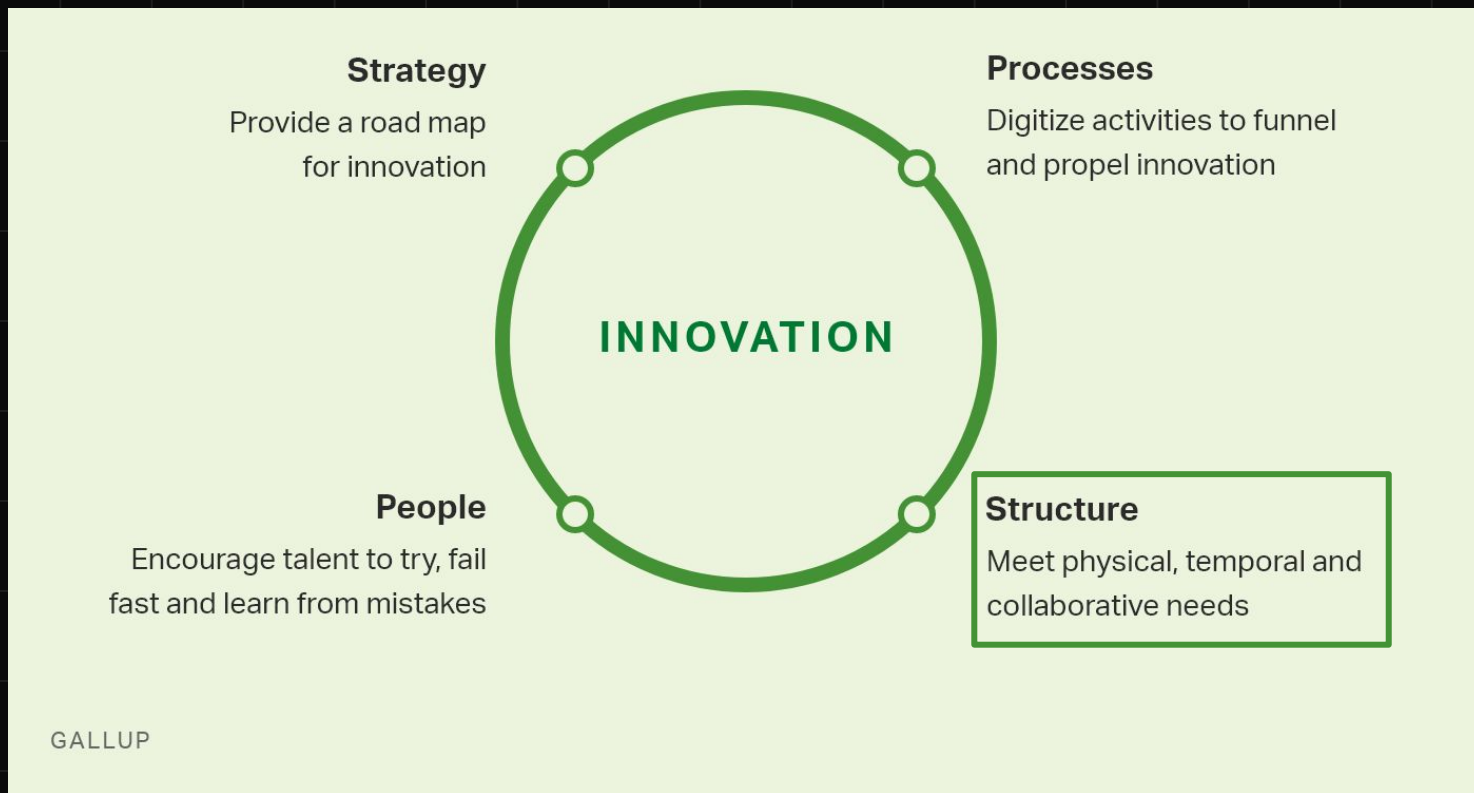 Strategy
Provide a road map
for innovation
Processes
Digitize activities to funnel
and propel innovation
INNOVATION
People
Encourage talent to try, fail
fast and learn from mistakes
Structure
Meet physical, temporal and
collaborative needs
GALLUP